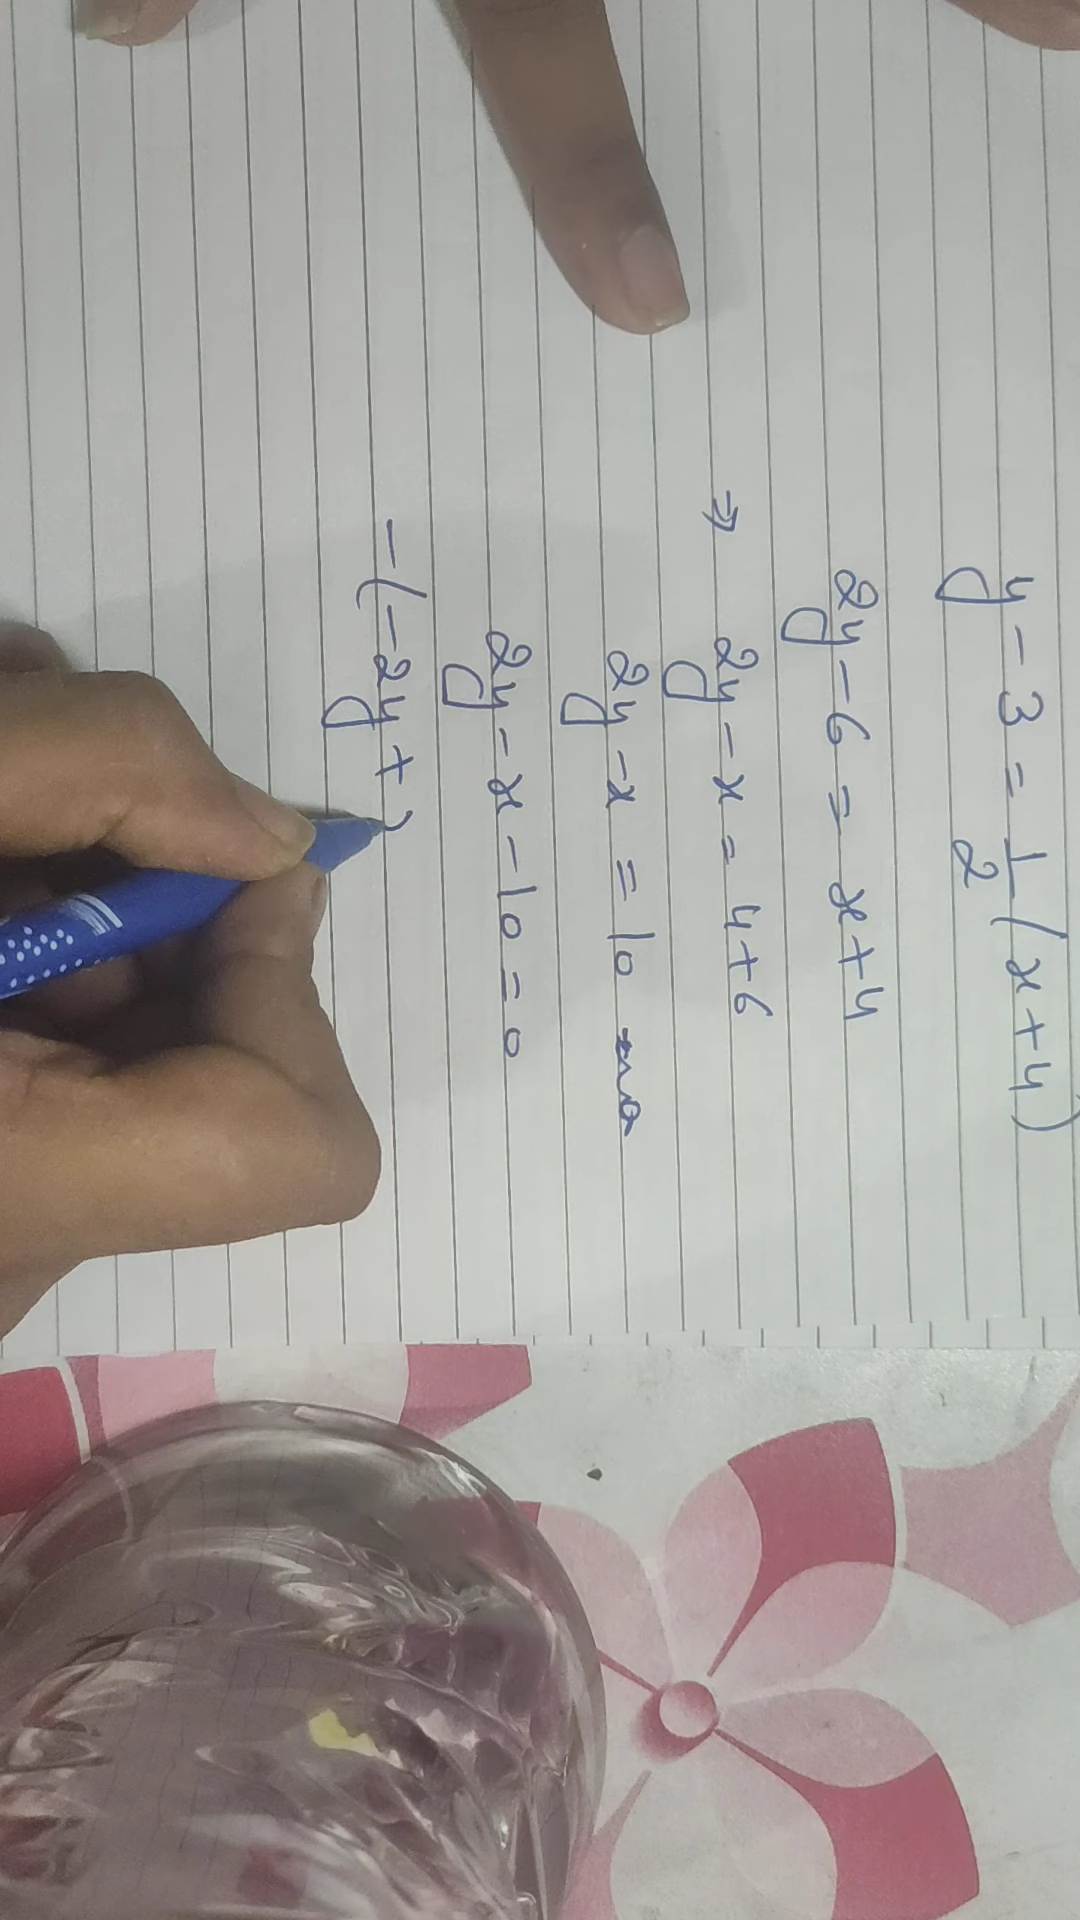 y - 3 = 1/2 (x + 4)
2y - 6 = x + 4
⇒ 2y - x = 4 + 6
2y - x = 10
2y - x - 10 = 0
- (-2y +